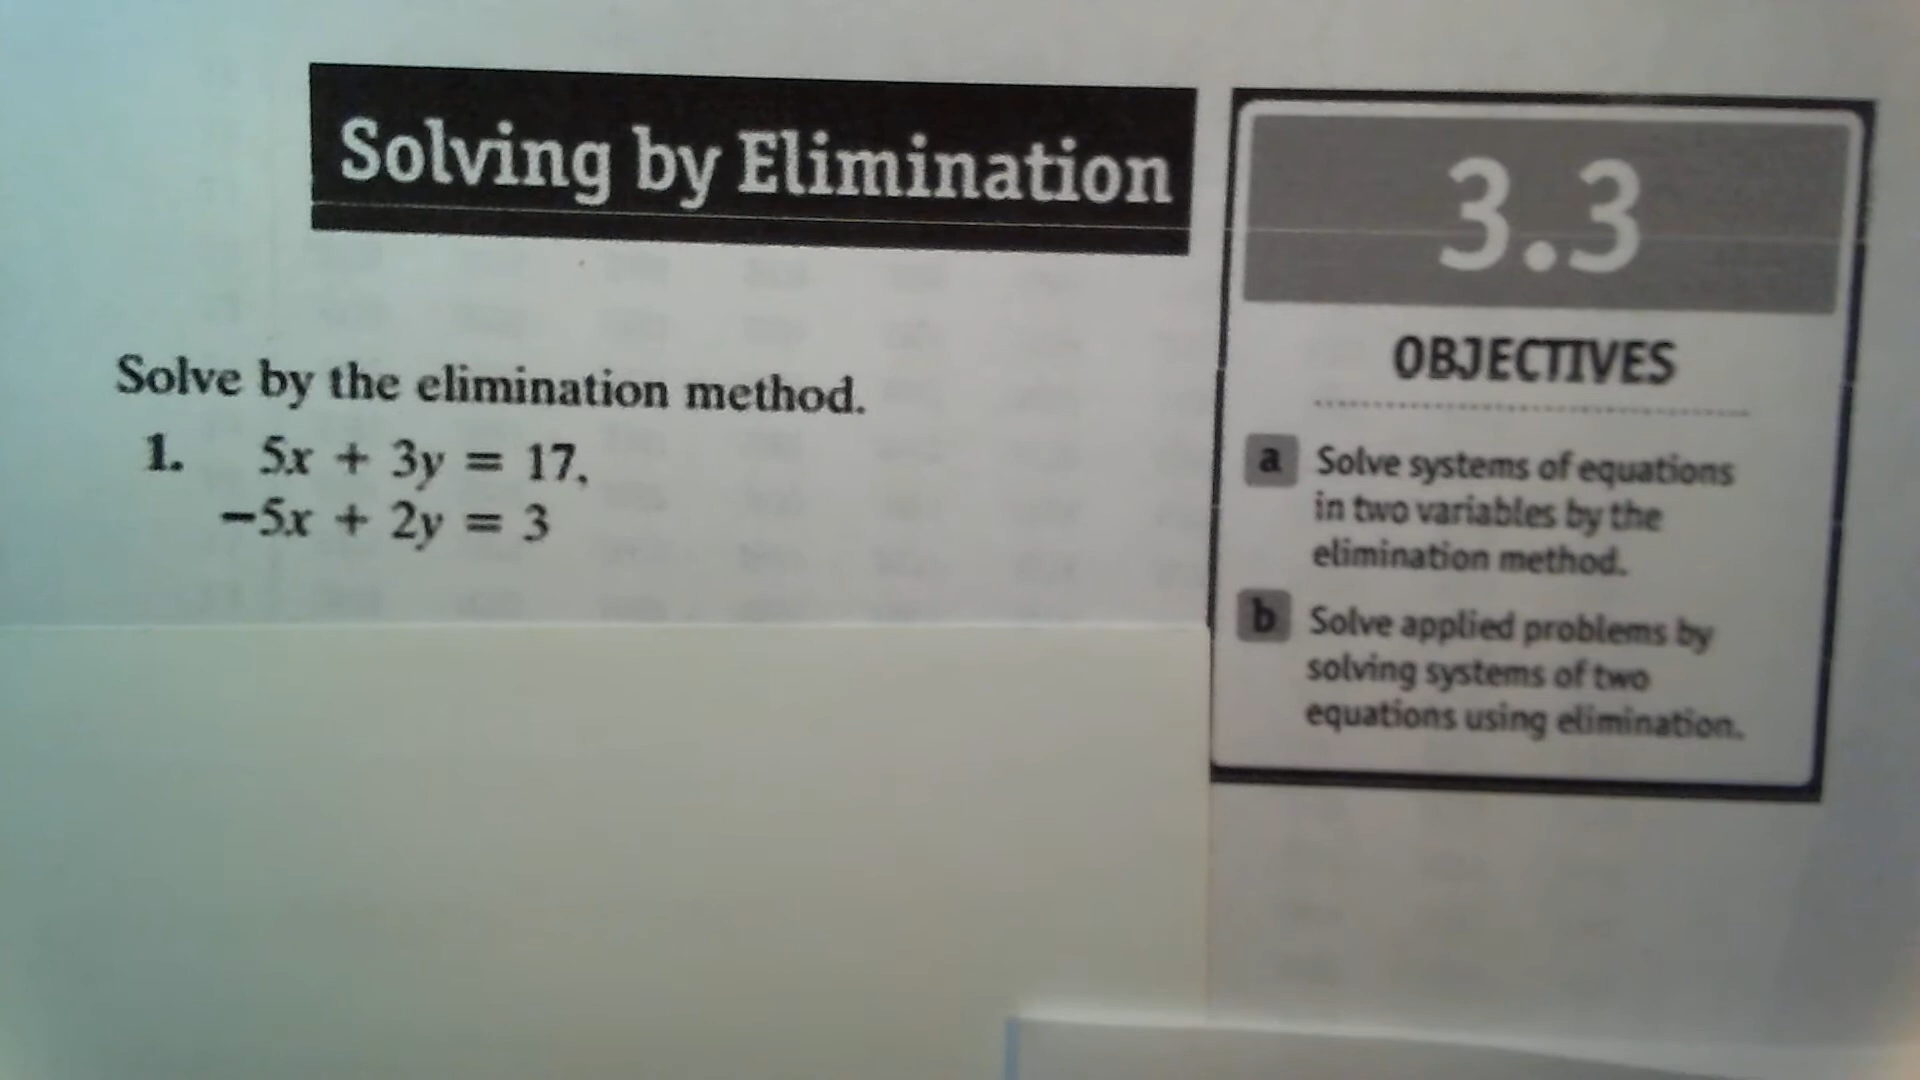 Solving by Elimination
3.3
Solve by the elimination method.
1. 5x + 3y = 17,
−5x + 2y = 3
OBJECTIVES
a Solve systems of equations
in two variables by the
elimination method.
b Solve applied problems by
solving systems of two
equations using elimination.